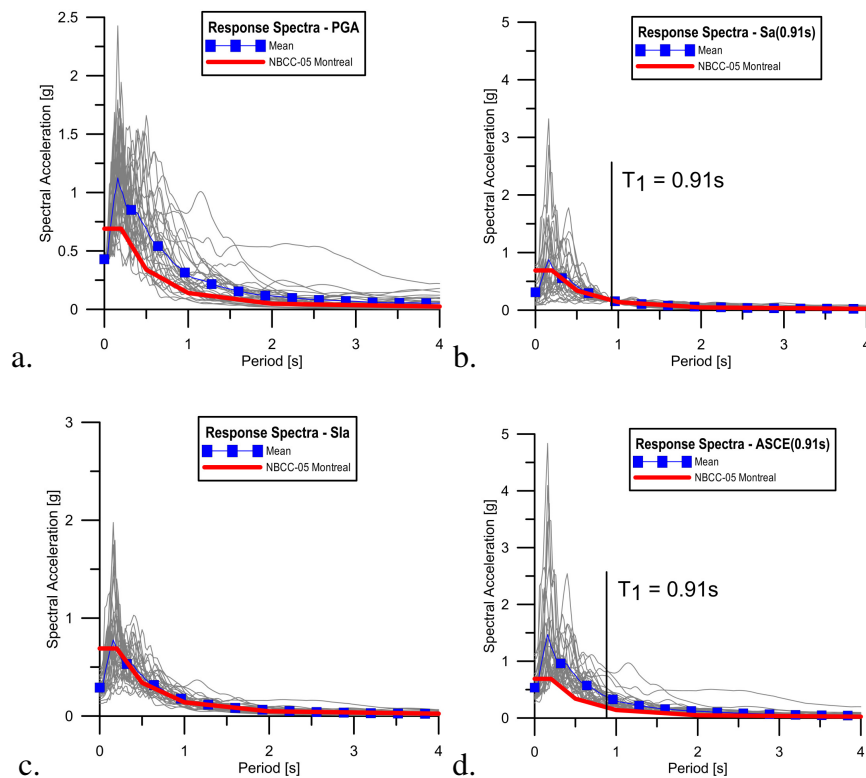 Response Spectra - PGA
Mean
NBCC-05 Montreal
2.5
2
1.5
1
0.5
0
Spectral Acceleration [g]
0 1 2 3 4
Period [s]
a.
Response Spectra - Sa(0.91s)
Mean
NBCC-05 Montreal
5
4
3
2
1
0
Spectral Acceleration [g]
T1 = 0.91s
0 1 2 3 4
Period [s]
b.
Response Spectra - SIa
Mean
NBCC-05 Montreal
3
2
1
0
Spectral Acceleration [g]
0 1 2 3 4
Period [s]
c.
Response Spectra - ASCE(0.91s)
Mean
NBCC-05 Montreal
5
4
3
2
1
0
Spectral Acceleration [g]
T1 = 0.91s
0 1 2 3 4
Period [s]
d.